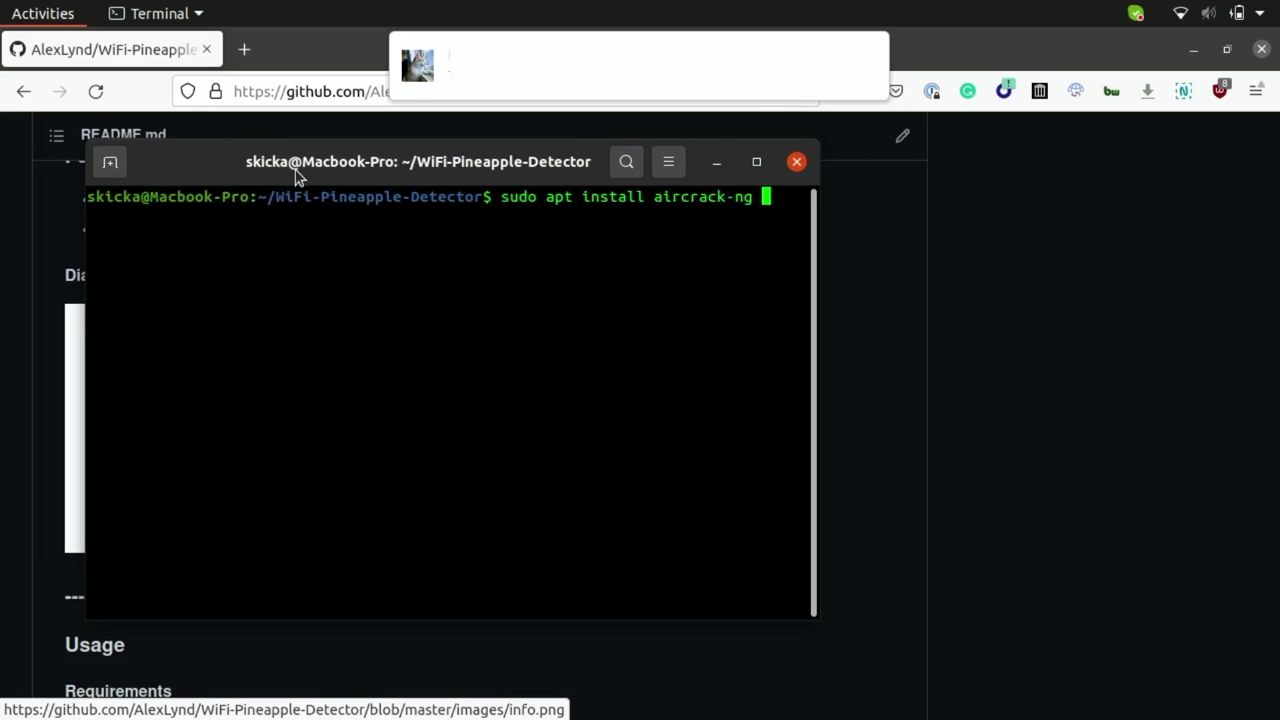 Activities
Terminal
AlexLynd/WiFi-Pineapple
https://github.com/Ale
8
README.md
skicka@Macbook-Pro: ~/WiFi-Pineapple-Detector
skicka@Macbook-Pro:~/WiFi-Pineapple-Detector$ sudo apt install aircrack-ng
Dia
----
Usage
Requirements
https://github.com/AlexLynd/WiFi-Pineapple-Detector/blob/master/images/info.png